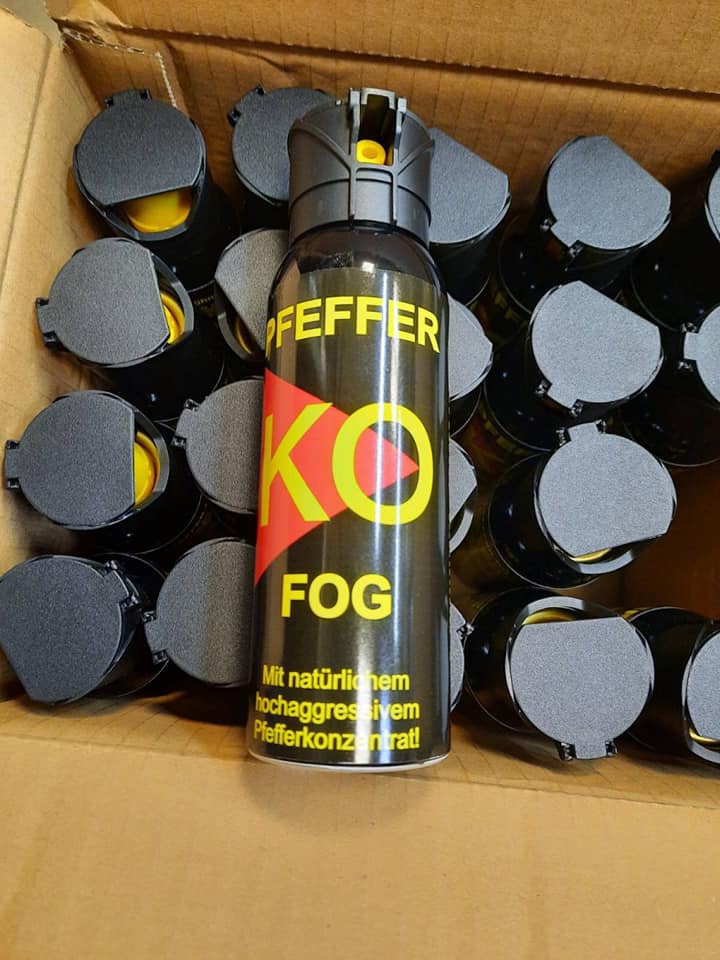 PFEFFER
KO
FOG
Mit natürlichem
hochaggressivem
Pfefferkonzentrat!